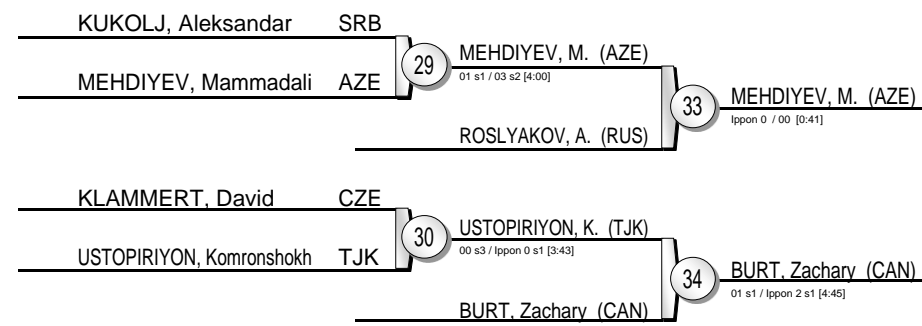 KUKOLJ, Aleksandar SRB
29
MEHDIYEV, M. (AZE)
01 s1 / 03 s2 [4:00]
MEHDIYEV, Mammadali AZE
33
MEHDIYEV, M. (AZE)
Ippon 0 / 00 [0:41]
ROSLYAKOV, A. (RUS)
KLAMMERT, David CZE
30
USTOPIRIYON, K. (TJK)
00 s3 / Ippon 0 s1 [3:43]
USTOPIRIYON, Komronshokh TJK
34
BURT, Zachary (CAN)
01 s1 / Ippon 2 s1 [4:45]
BURT, Zachary (CAN)